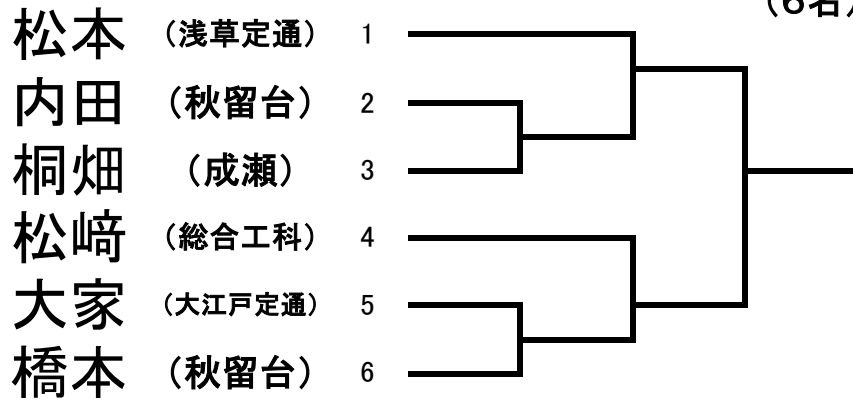 （6名）
松本 （浅草定通） 1
内田 （秋留台） 2
桐畑 （成瀬） 3
松﨑 （総合工科） 4
大家 （大江戸定通） 5
橋本 （秋留台） 6